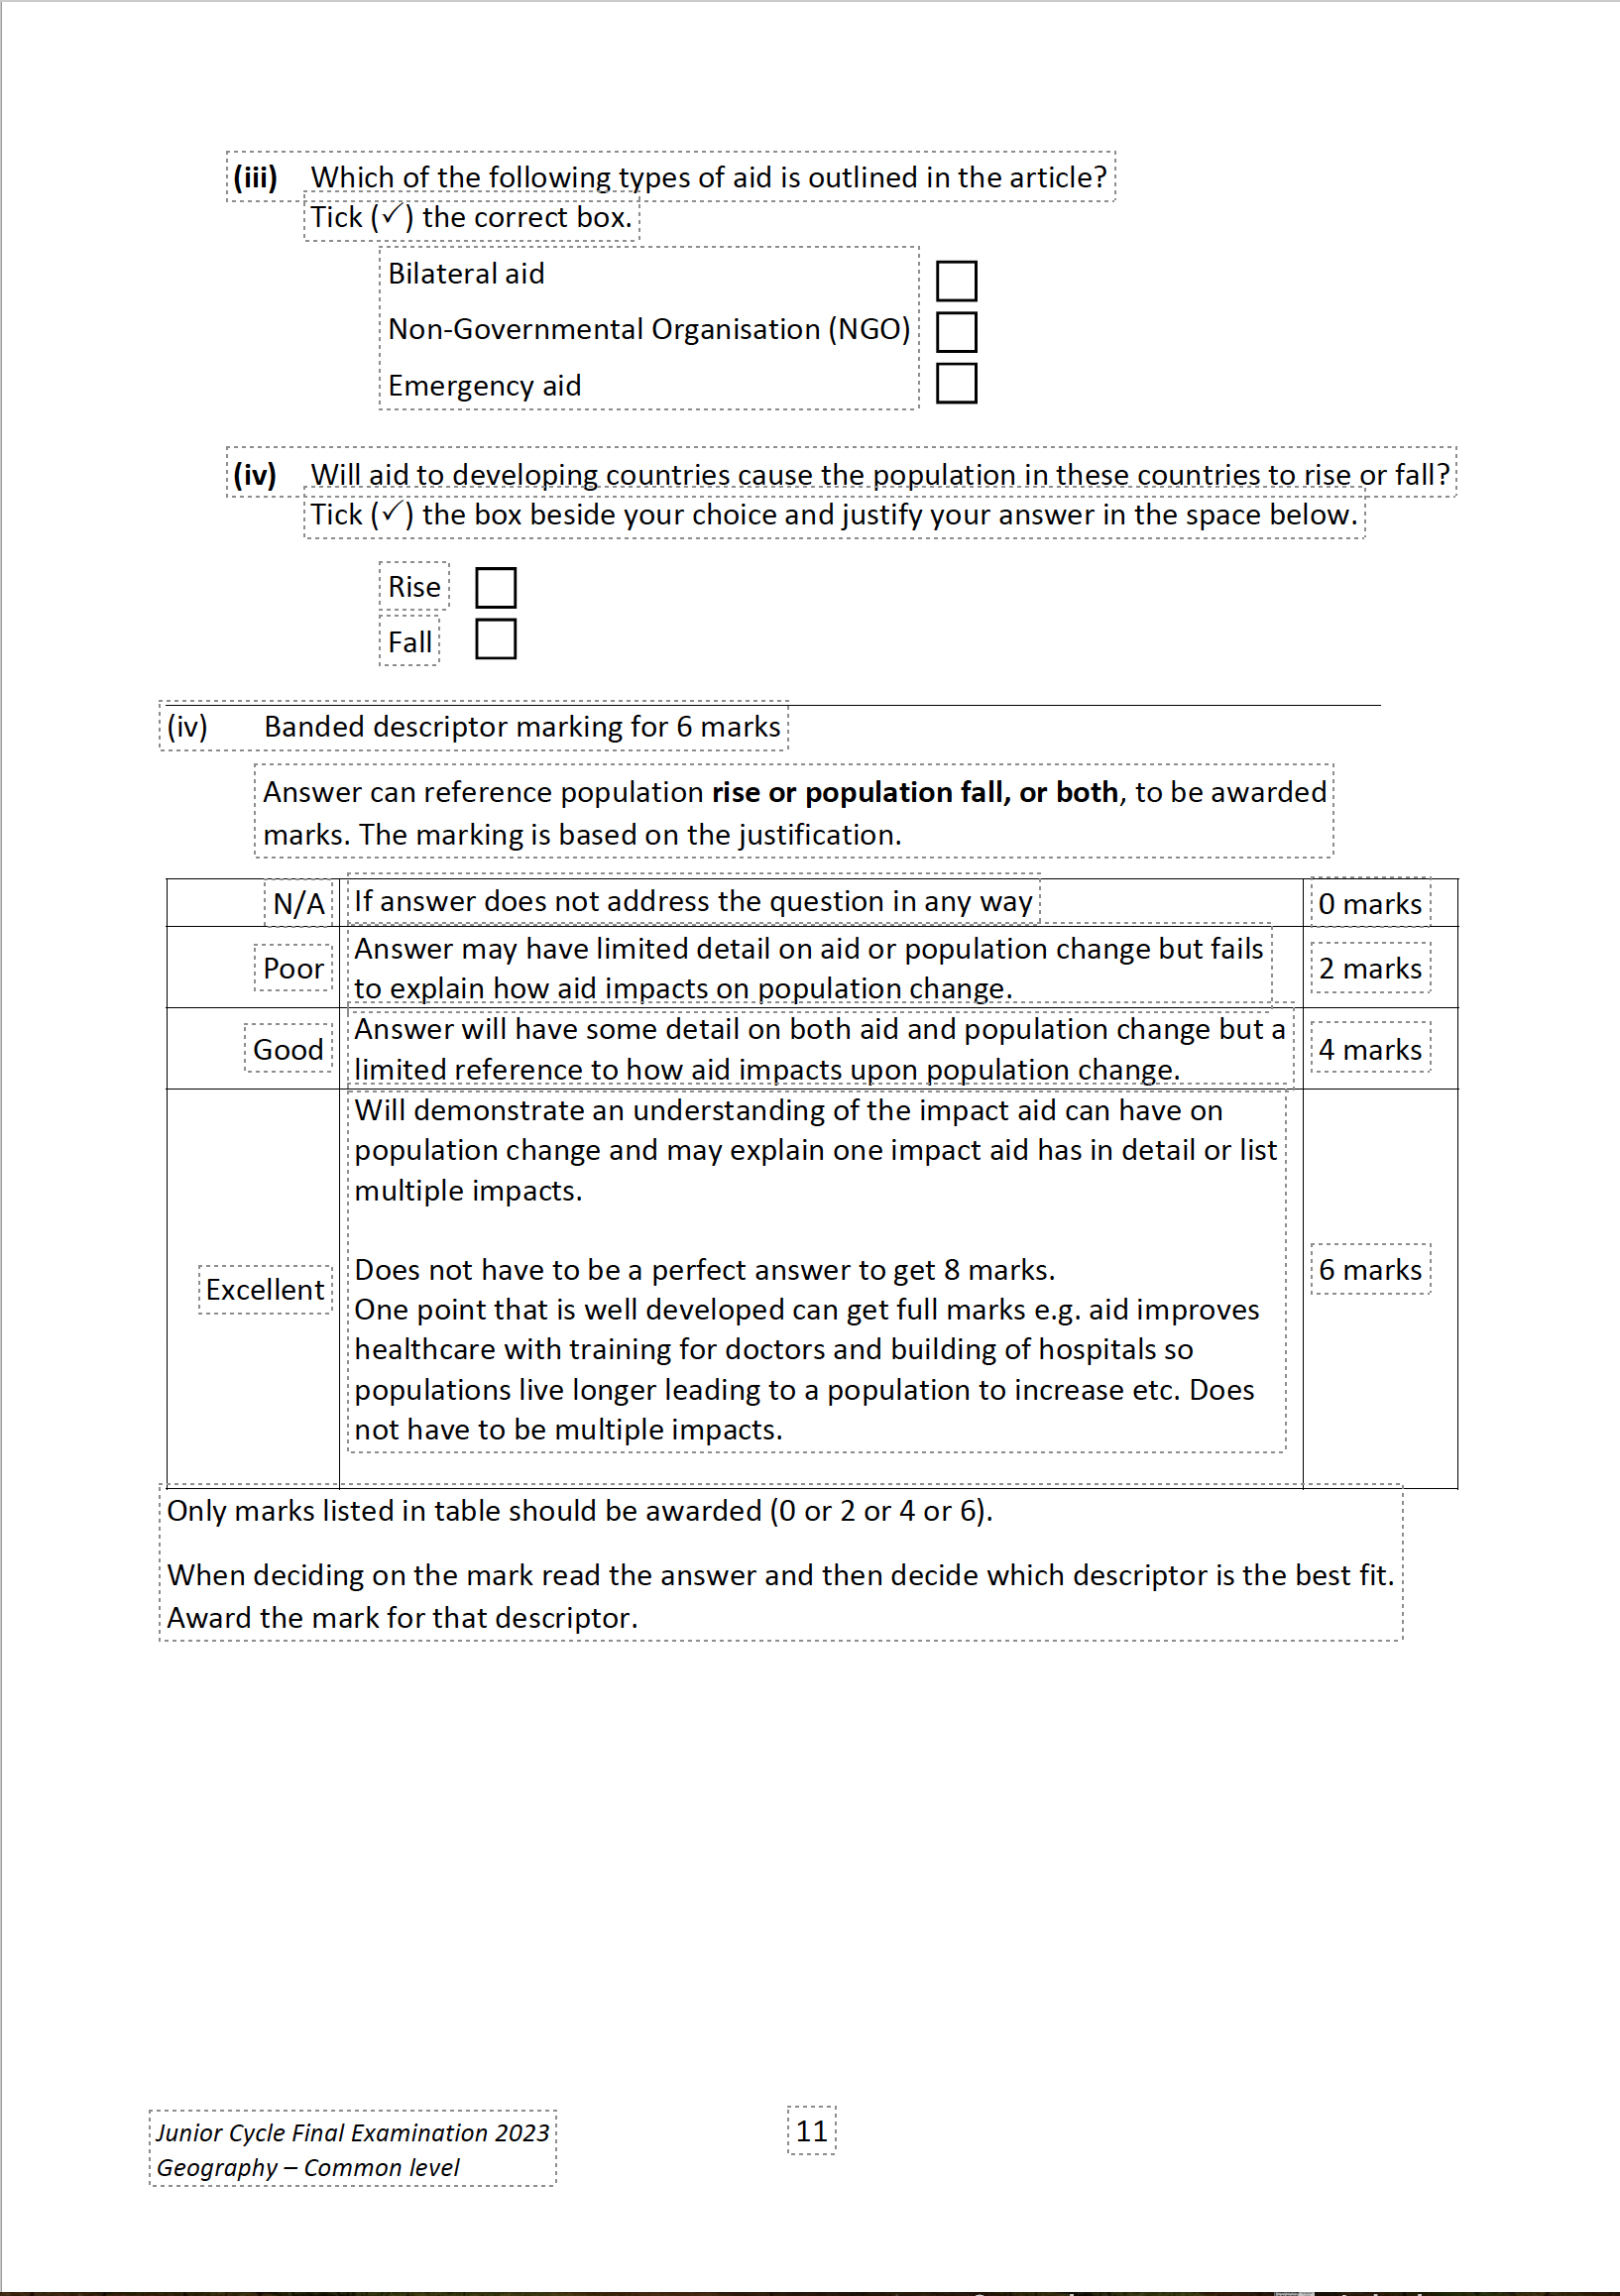 (iii) Which of the following types of aid is outlined in the article?
Tick (✓) the correct box.
Bilateral aid
Non-Governmental Organisation (NGO)
Emergency aid
(iv) Will aid to developing countries cause the population in these countries to rise or fall?
Tick (✓) the box beside your choice and justify your answer in the space below.
Rise
Fall
(iv) Banded descriptor marking for 6 marks
Answer can reference population rise or population fall, or both, to be awarded
marks. The marking is based on the justification.
N/A If answer does not address the question in any way 0 marks
Poor Answer may have limited detail on aid or population change but fails
to explain how aid impacts on population change. 2 marks
Good Answer will have some detail on both aid and population change but a
limited reference to how aid impacts upon population change. 4 marks
Excellent Will demonstrate an understanding of the impact aid can have on
population change and may explain one impact aid has in detail or list
multiple impacts.
Does not have to be a perfect answer to get 8 marks. 6 marks
One point that is well developed can get full marks e.g. aid improves
healthcare with training for doctors and building of hospitals so
populations live longer leading to a population to increase etc. Does
not have to be multiple impacts.
Only marks listed in table should be awarded (0 or 2 or 4 or 6).
When deciding on the mark read the answer and then decide which descriptor is the best fit.
Award the mark for that descriptor.
Junior Cycle Final Examination 2023
Geography – Common level
11